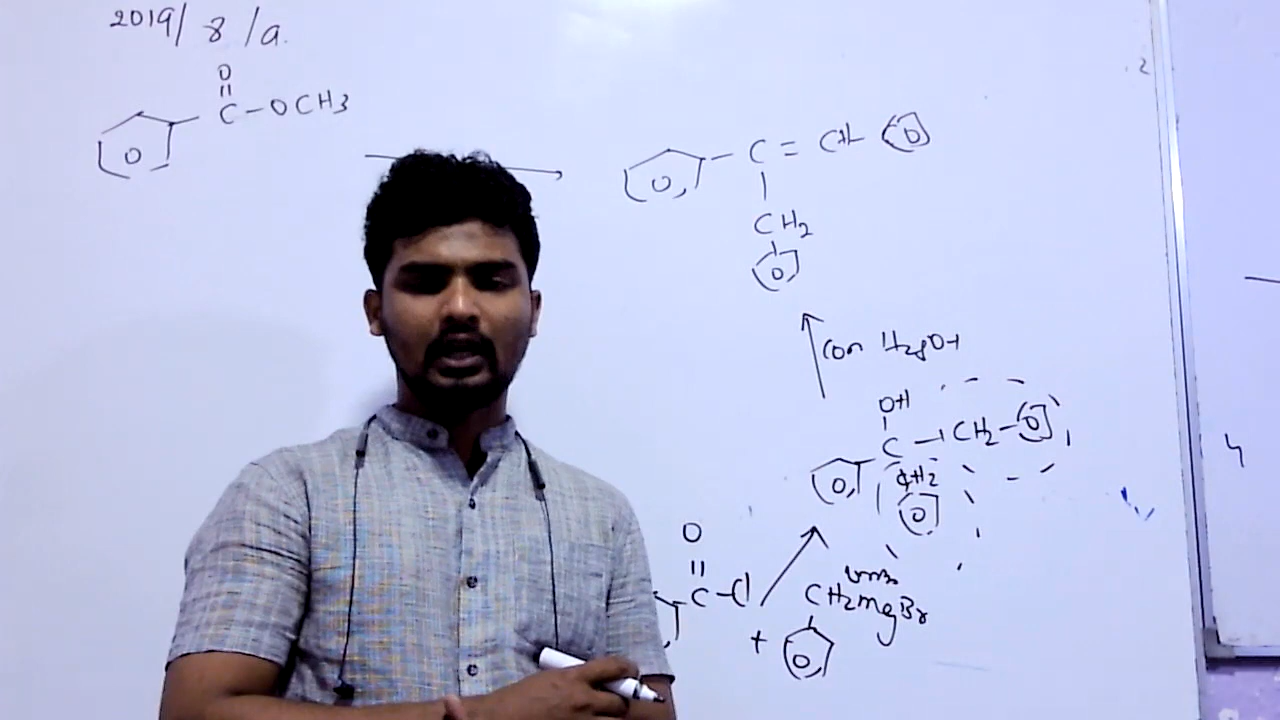 2019/ 8 /a.
O
||
C - OCH3
O
C = CH O
|
CH2
O
Con H2SO4
OH
|
C - CH2 - O
O CH2
O
O
||
C - Cl
CH2MgBr
+ O